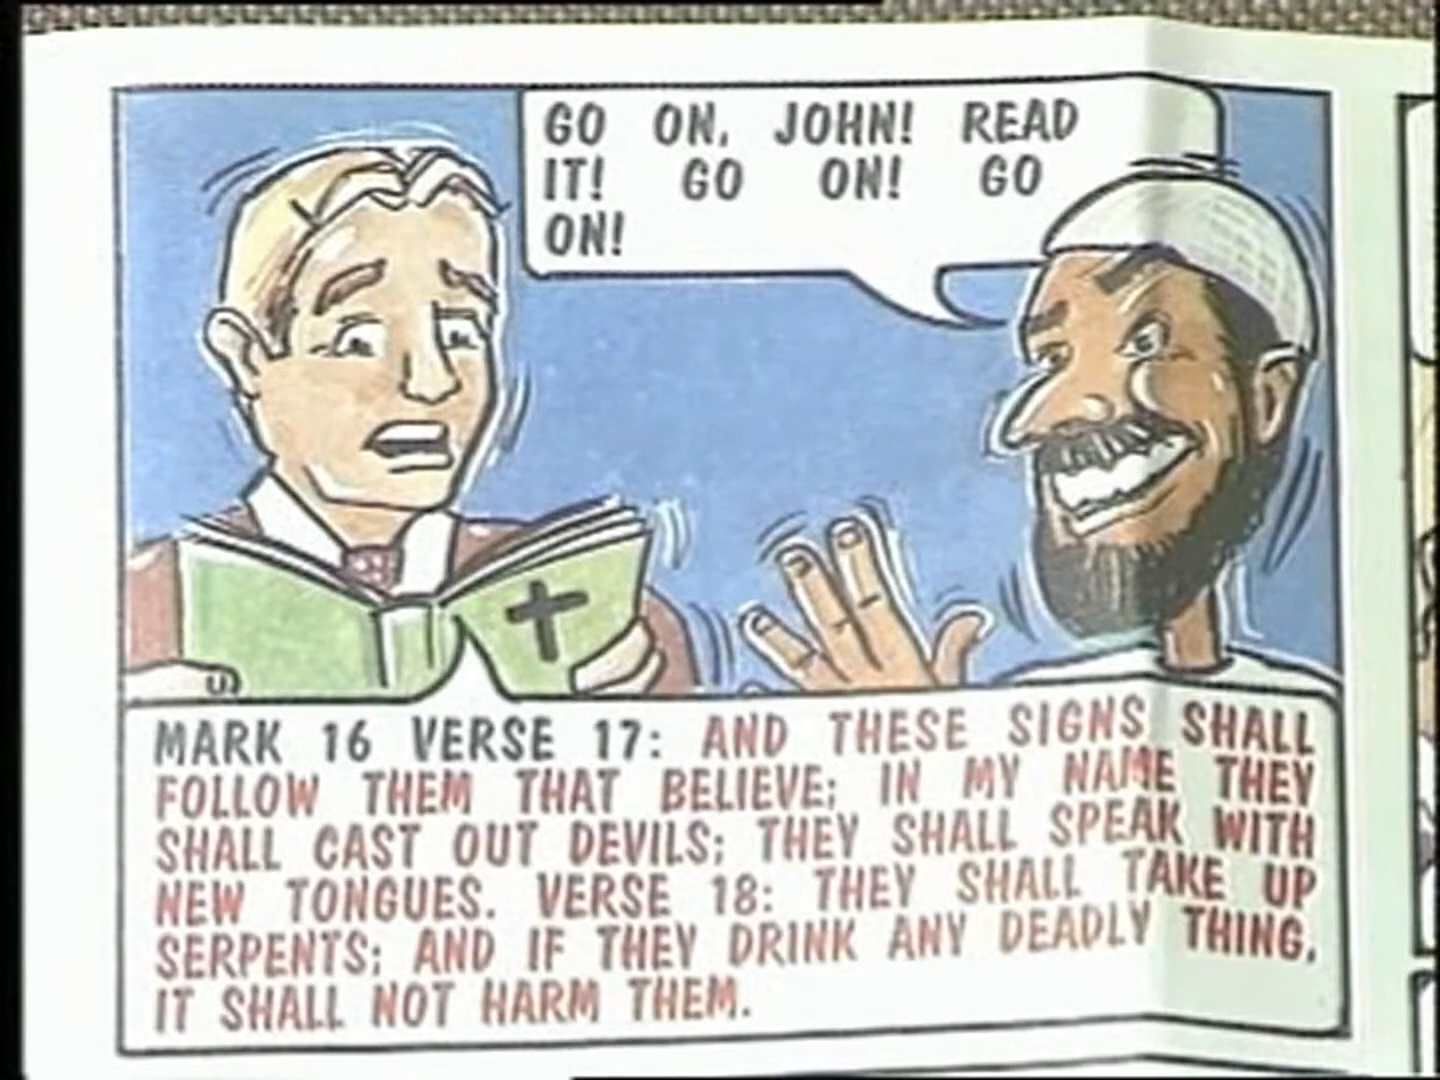 GO ON, JOHN! READ
IT! GO ON! GO
ON!
MARK 16 VERSE 17: AND THESE SIGNS SHALL
FOLLOW THEM THAT BELIEVE; IN MY NAME THEY
SHALL CAST OUT DEVILS; THEY SHALL SPEAK WITH
NEW TONGUES. VERSE 18: THEY SHALL TAKE UP
SERPENTS; AND IF THEY DRINK ANY DEADLY THING,
IT SHALL NOT HARM THEM.